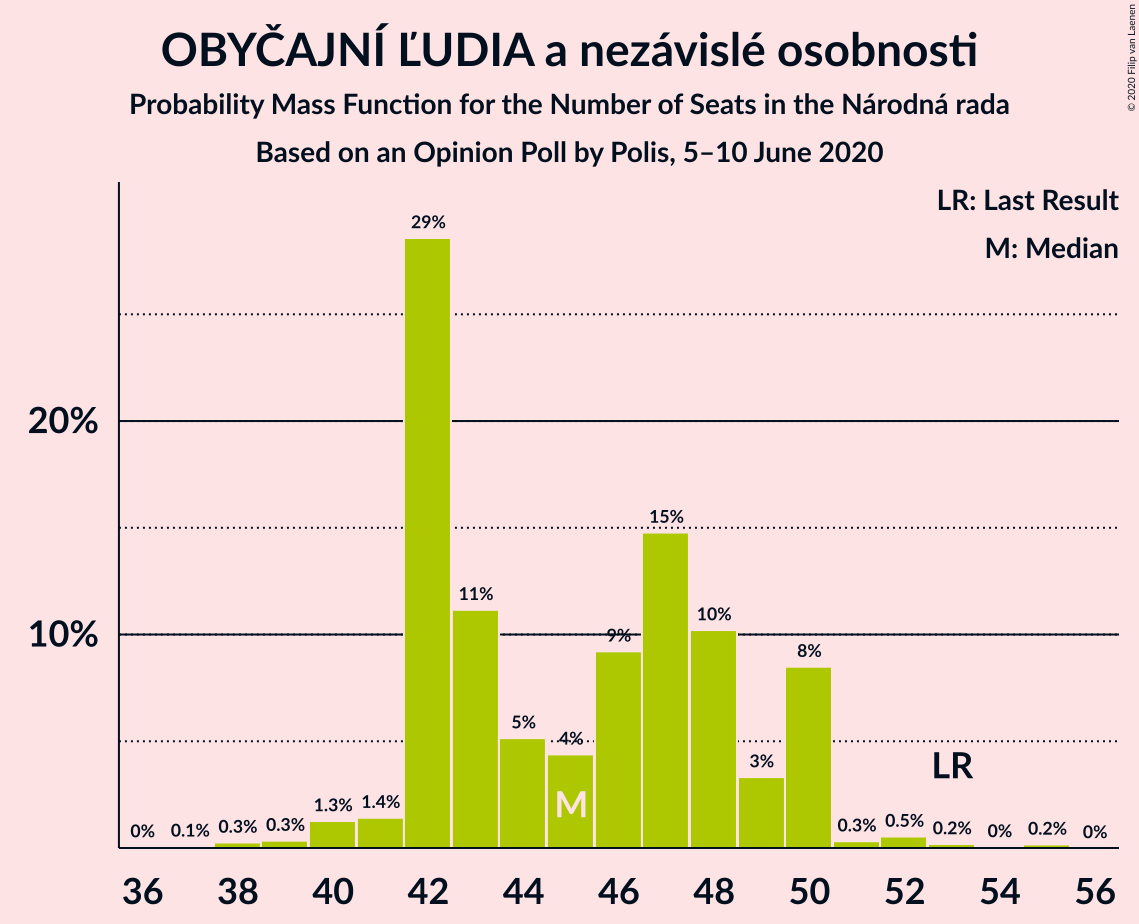 OBYČAJNÍ ĽUDIA a nezávislé osobnosti
Probability Mass Function for the Number of Seats in the Národná rada
Based on an Opinion Poll by Polis, 5–10 June 2020
© 2020 Filip van Laenen
LR: Last Result
M: Median
20%
10%
0%
0.1%
0.3%
0.3%
1.3%
1.4%
29%
11%
5%
4%
9%
15%
10%
3%
8%
0.3%
0.5%
0.2%
0%
0.2%
0%
M
LR
36 38 40 42 44 46 48 50 52 54 56